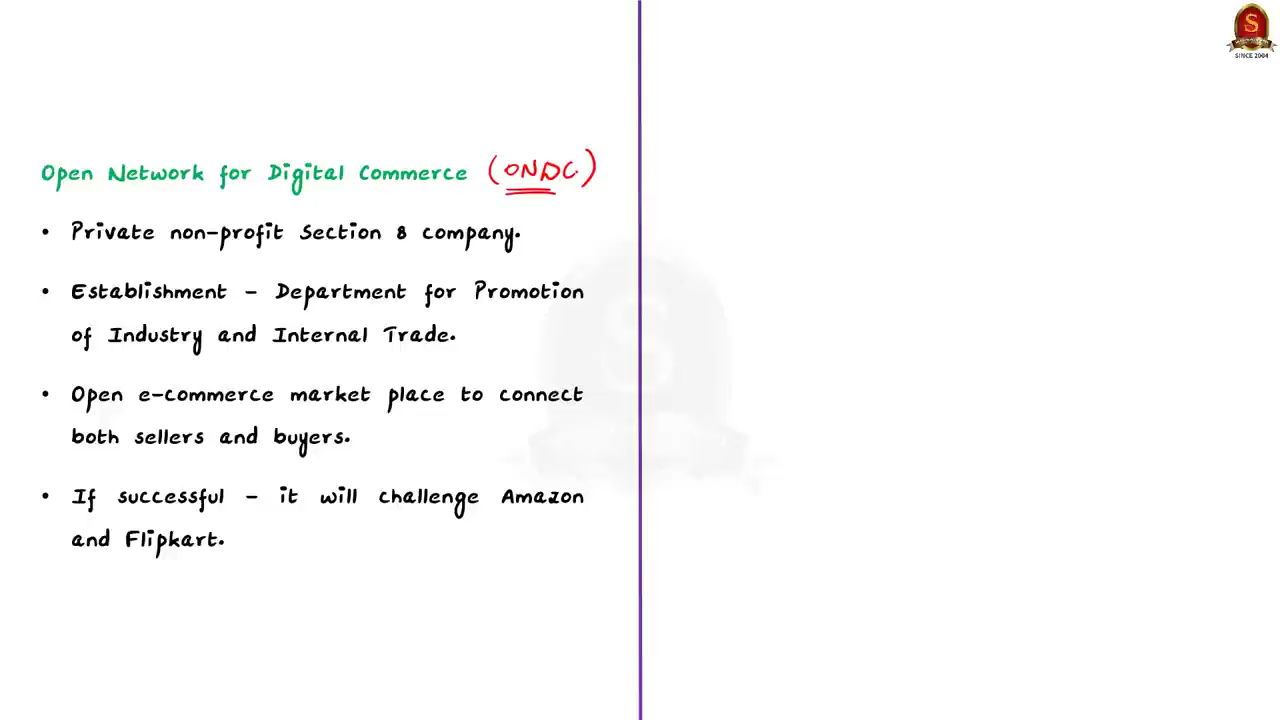 Open Network for Digital Commerce (ONDC)
• Private non-profit Section 8 company.
• Establishment - Department for Promotion
of Industry and Internal Trade.
• Open e-commerce market place to connect
both sellers and buyers.
• If successful - it will challenge Amazon
and Flipkart.
S
SINCE 2004